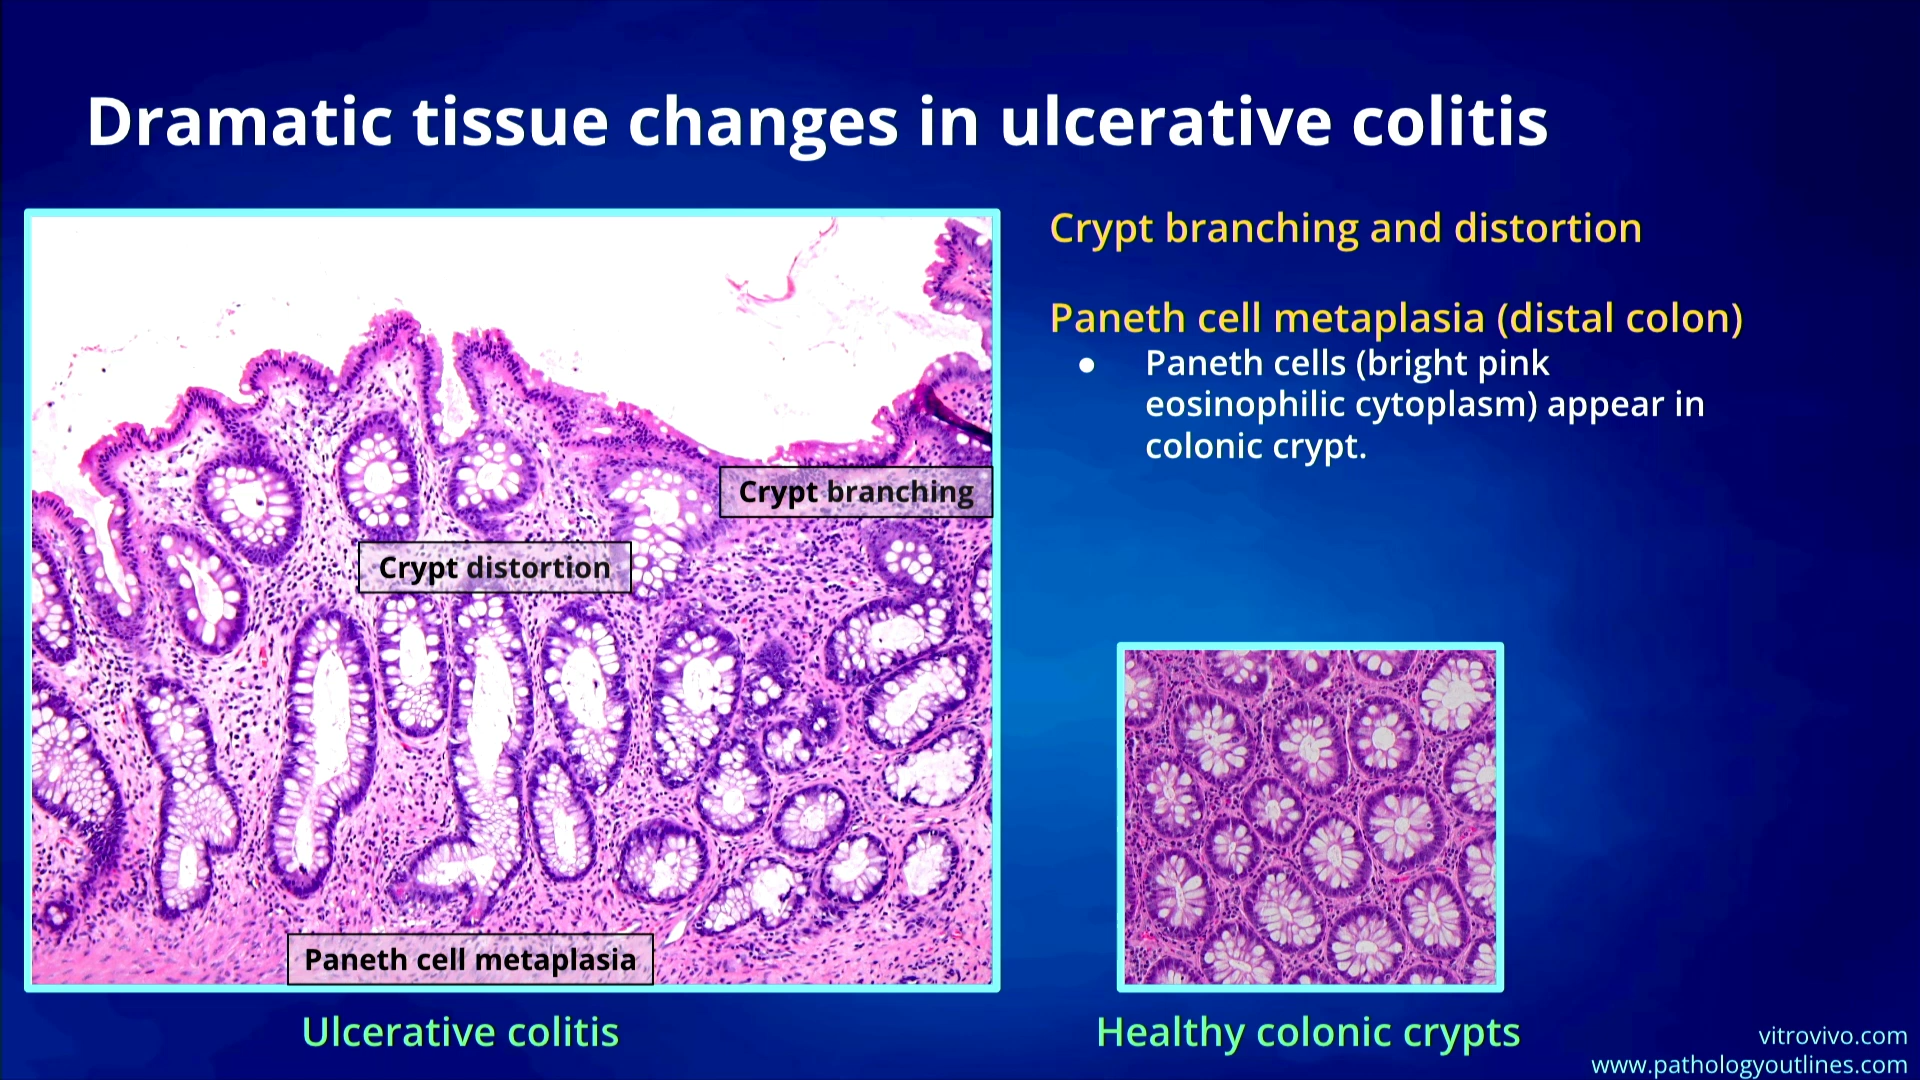 Dramatic tissue changes in ulcerative colitis
Crypt branching
Crypt distortion
Paneth cell metaplasia
Ulcerative colitis
Crypt branching and distortion
Paneth cell metaplasia (distal colon)
● Paneth cells (bright pink
eosinophilic cytoplasm) appear in
colonic crypt.
Healthy colonic crypts
vitrovivo.com
www.pathologyoutlines.com